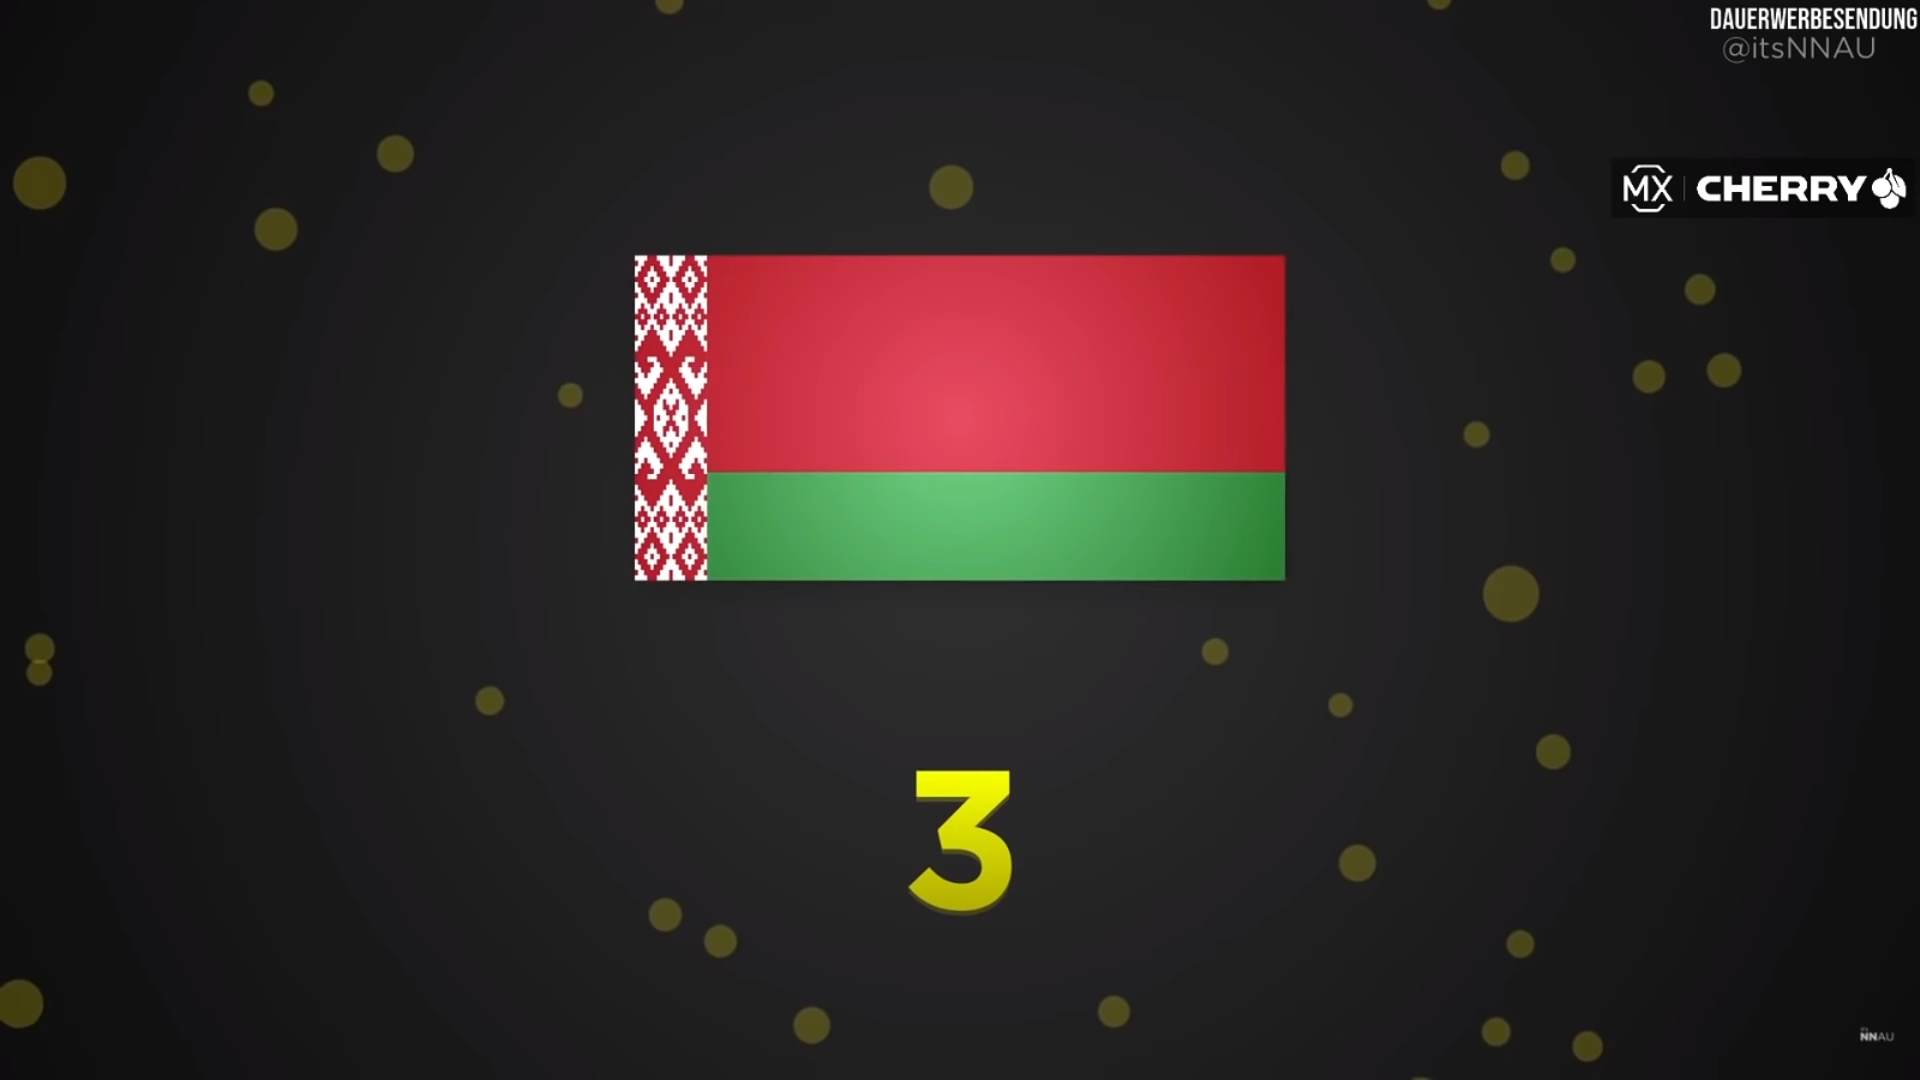 DAUERWERBESENDUNG
@itsNNAU
MX CHERRY
3
NNAU